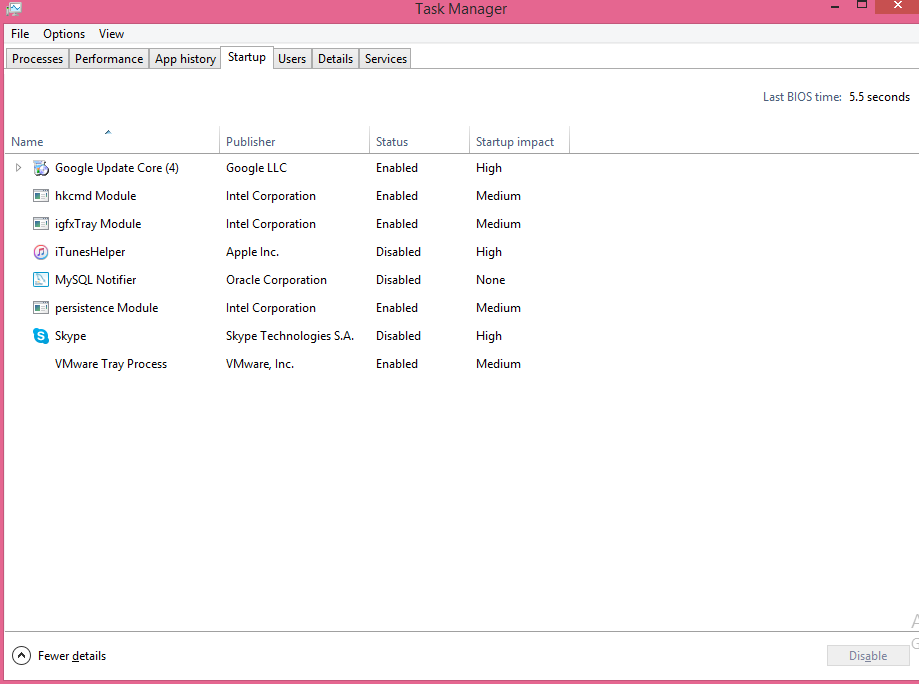 Task Manager
File Options View
Processes Performance App history Startup Users Details Services
Last BIOS time: 5.5 seconds
Name Publisher Status Startup impact
Google Update Core (4) Google LLC Enabled High
hkcmd Module Intel Corporation Enabled Medium
igfxTray Module Intel Corporation Enabled Medium
iTunesHelper Apple Inc. Disabled High
MySQL Notifier Oracle Corporation Disabled None
persistence Module Intel Corporation Enabled Medium
Skype Skype Technologies S.A. Disabled High
VMware Tray Process VMware, Inc. Enabled Medium
Fewer details Disable